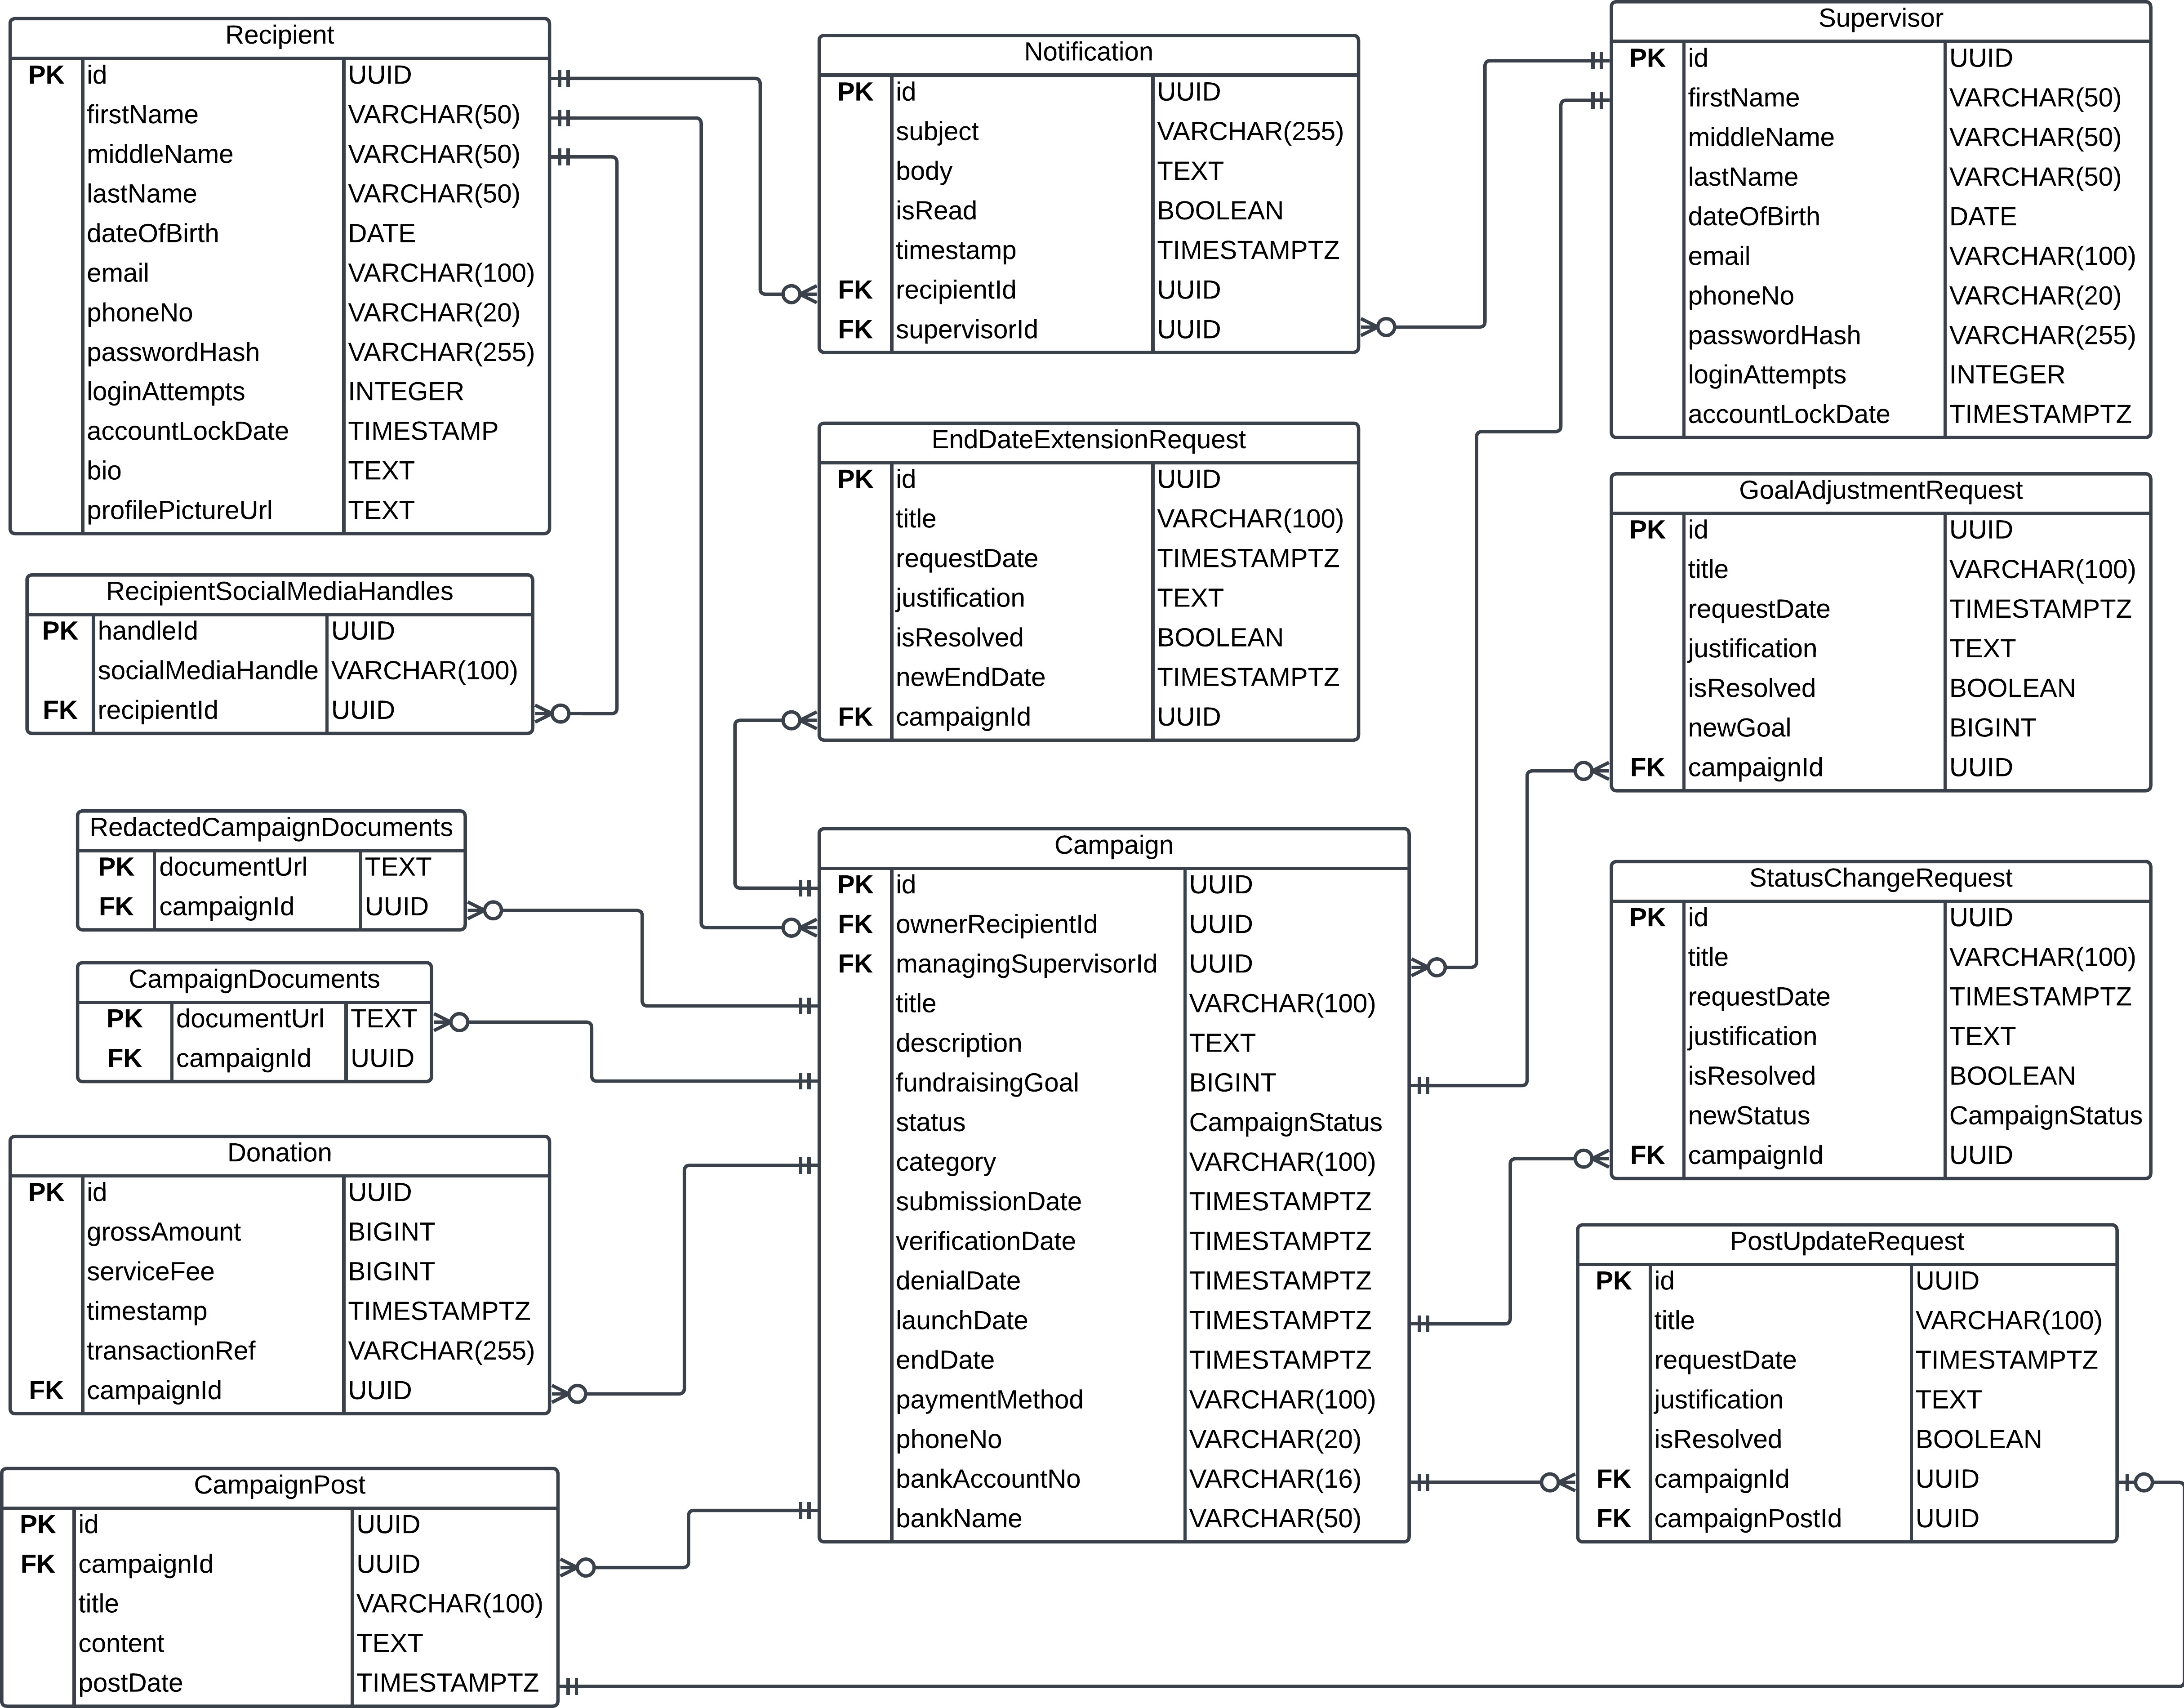 Recipient
PK id UUID
firstName VARCHAR(50)
middleName VARCHAR(50)
lastName VARCHAR(50)
dateOfBirth DATE
email VARCHAR(100)
phoneNo VARCHAR(20)
passwordHash VARCHAR(255)
loginAttempts INTEGER
accountLockDate TIMESTAMP
bio TEXT
profilePictureUrl TEXT
RecipientSocialMediaHandles
PK handleId UUID
socialMediaHandle VARCHAR(100)
FK recipientId UUID
RedactedCampaignDocuments
PK documentUrl TEXT
FK campaignId UUID
CampaignDocuments
PK documentUrl TEXT
FK campaignId UUID
Donation
PK id UUID
grossAmount BIGINT
serviceFee BIGINT
timestamp TIMESTAMPTZ
transactionRef VARCHAR(255)
FK campaignId UUID
CampaignPost
PK id UUID
FK campaignId UUID
title VARCHAR(100)
content TEXT
postDate TIMESTAMPTZ
Notification
PK id UUID
subject VARCHAR(255)
body TEXT
isRead BOOLEAN
timestamp TIMESTAMPTZ
FK recipientId UUID
FK supervisorId UUID
EndDateExtensionRequest
PK id UUID
title VARCHAR(100)
requestDate TIMESTAMPTZ
justification TEXT
isResolved BOOLEAN
newEndDate TIMESTAMPTZ
FK campaignId UUID
Campaign
PK id UUID
FK ownerRecipientId UUID
FK managingSupervisorId UUID
title VARCHAR(100)
description TEXT
fundraisingGoal BIGINT
status CampaignStatus
category VARCHAR(100)
submissionDate TIMESTAMPTZ
verificationDate TIMESTAMPTZ
denialDate TIMESTAMPTZ
launchDate TIMESTAMPTZ
endDate TIMESTAMPTZ
paymentMethod VARCHAR(100)
phoneNo VARCHAR(20)
bankAccountNo VARCHAR(16)
bankName VARCHAR(50)
Supervisor
PK id UUID
firstName VARCHAR(50)
middleName VARCHAR(50)
lastName VARCHAR(50)
dateOfBirth DATE
email VARCHAR(100)
phoneNo VARCHAR(20)
passwordHash VARCHAR(255)
loginAttempts INTEGER
accountLockDate TIMESTAMPTZ
GoalAdjustmentRequest
PK id UUID
title VARCHAR(100)
requestDate TIMESTAMPTZ
justification TEXT
isResolved BOOLEAN
newGoal BIGINT
FK campaignId UUID
StatusChangeRequest
PK id UUID
title VARCHAR(100)
requestDate TIMESTAMPTZ
justification TEXT
isResolved BOOLEAN
newStatus CampaignStatus
FK campaignId UUID
PostUpdateRequest
PK id UUID
title VARCHAR(100)
requestDate TIMESTAMPTZ
justification TEXT
isResolved BOOLEAN
FK campaignId UUID
FK campaignPostId UUID